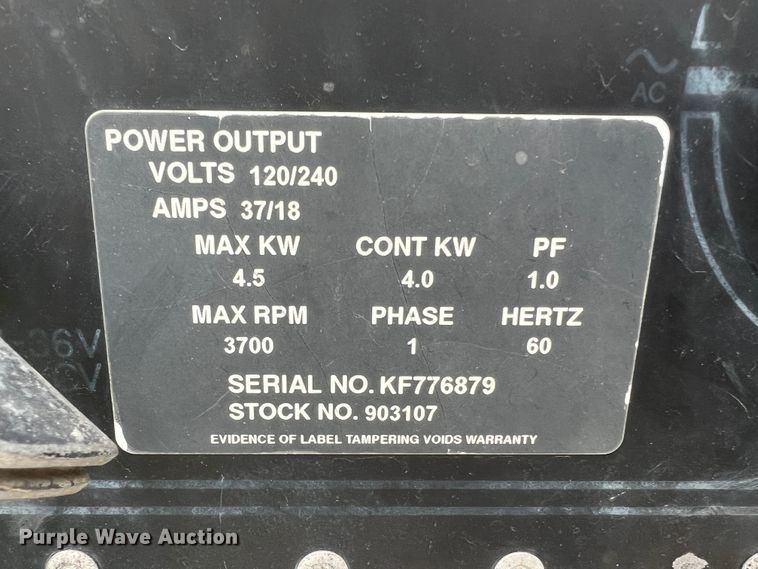 AC
POWER OUTPUT
VOLTS 120/240
AMPS 37/18
MAX KW CONT KW PF
4.5 4.0 1.0
MAX RPM PHASE HERTZ
3700 1 60
SERIAL NO. KF776879
STOCK NO. 903107
EVIDENCE OF LABEL TAMPERING VOIDS WARRANTY
Purple Wave Auction